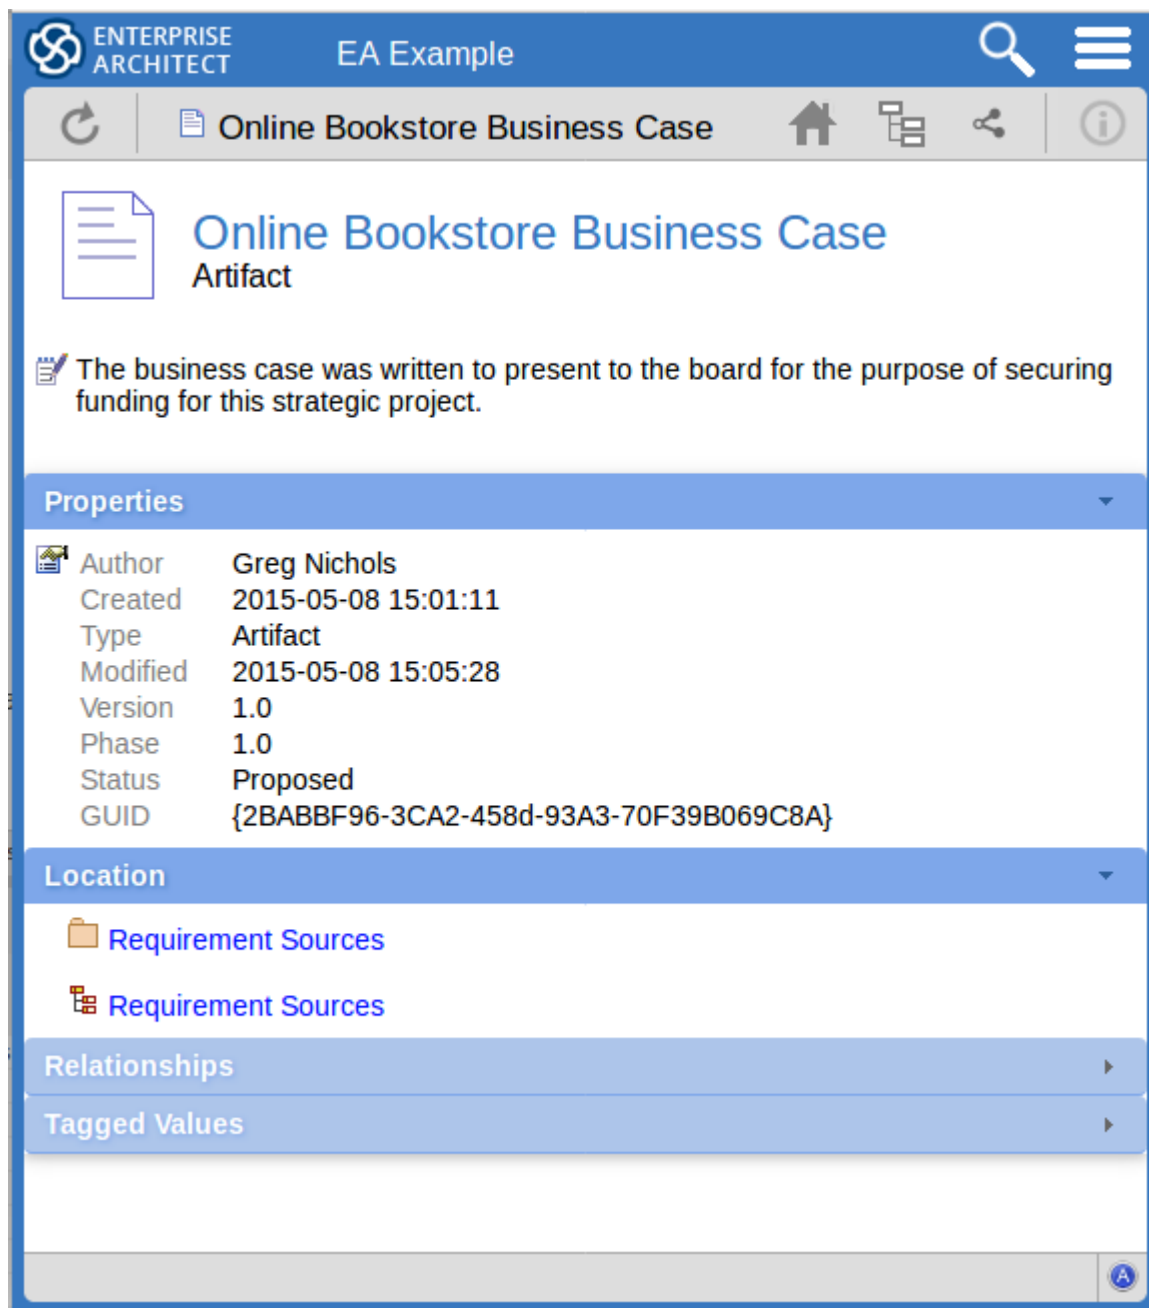 ENTERPRISE
ARCHITECT
EA Example
Online Bookstore Business Case
Online Bookstore Business Case
Artifact
The business case was written to present to the board for the purpose of securing
funding for this strategic project.
Properties
Author Greg Nichols
Created 2015-05-08 15:01:11
Type Artifact
Modified 2015-05-08 15:05:28
Version 1.0
Phase 1.0
Status Proposed
GUID {2BABBF96-3CA2-458d-93A3-70F39B069C8A}
Location
Requirement Sources
Requirement Sources
Relationships
Tagged Values
A